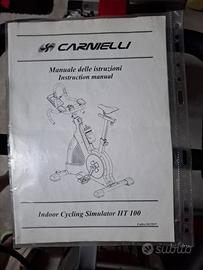 CARNIELLI
Manuale delle istruzioni
Instruction manual
Indoor Cycling Simulator HT 100
subito